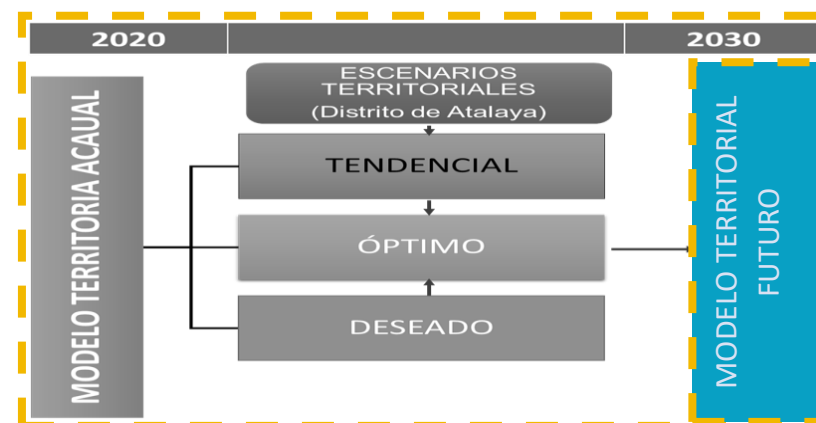 2020
2030
MODELO TERRITORIA ACAUAL
ESCENARIOS
TERRITORIALES
(Distrito de Atalaya)
TENDENCIAL
ÓPTIMO
DESEADO
MODELO TERRITORIAL
FUTURO